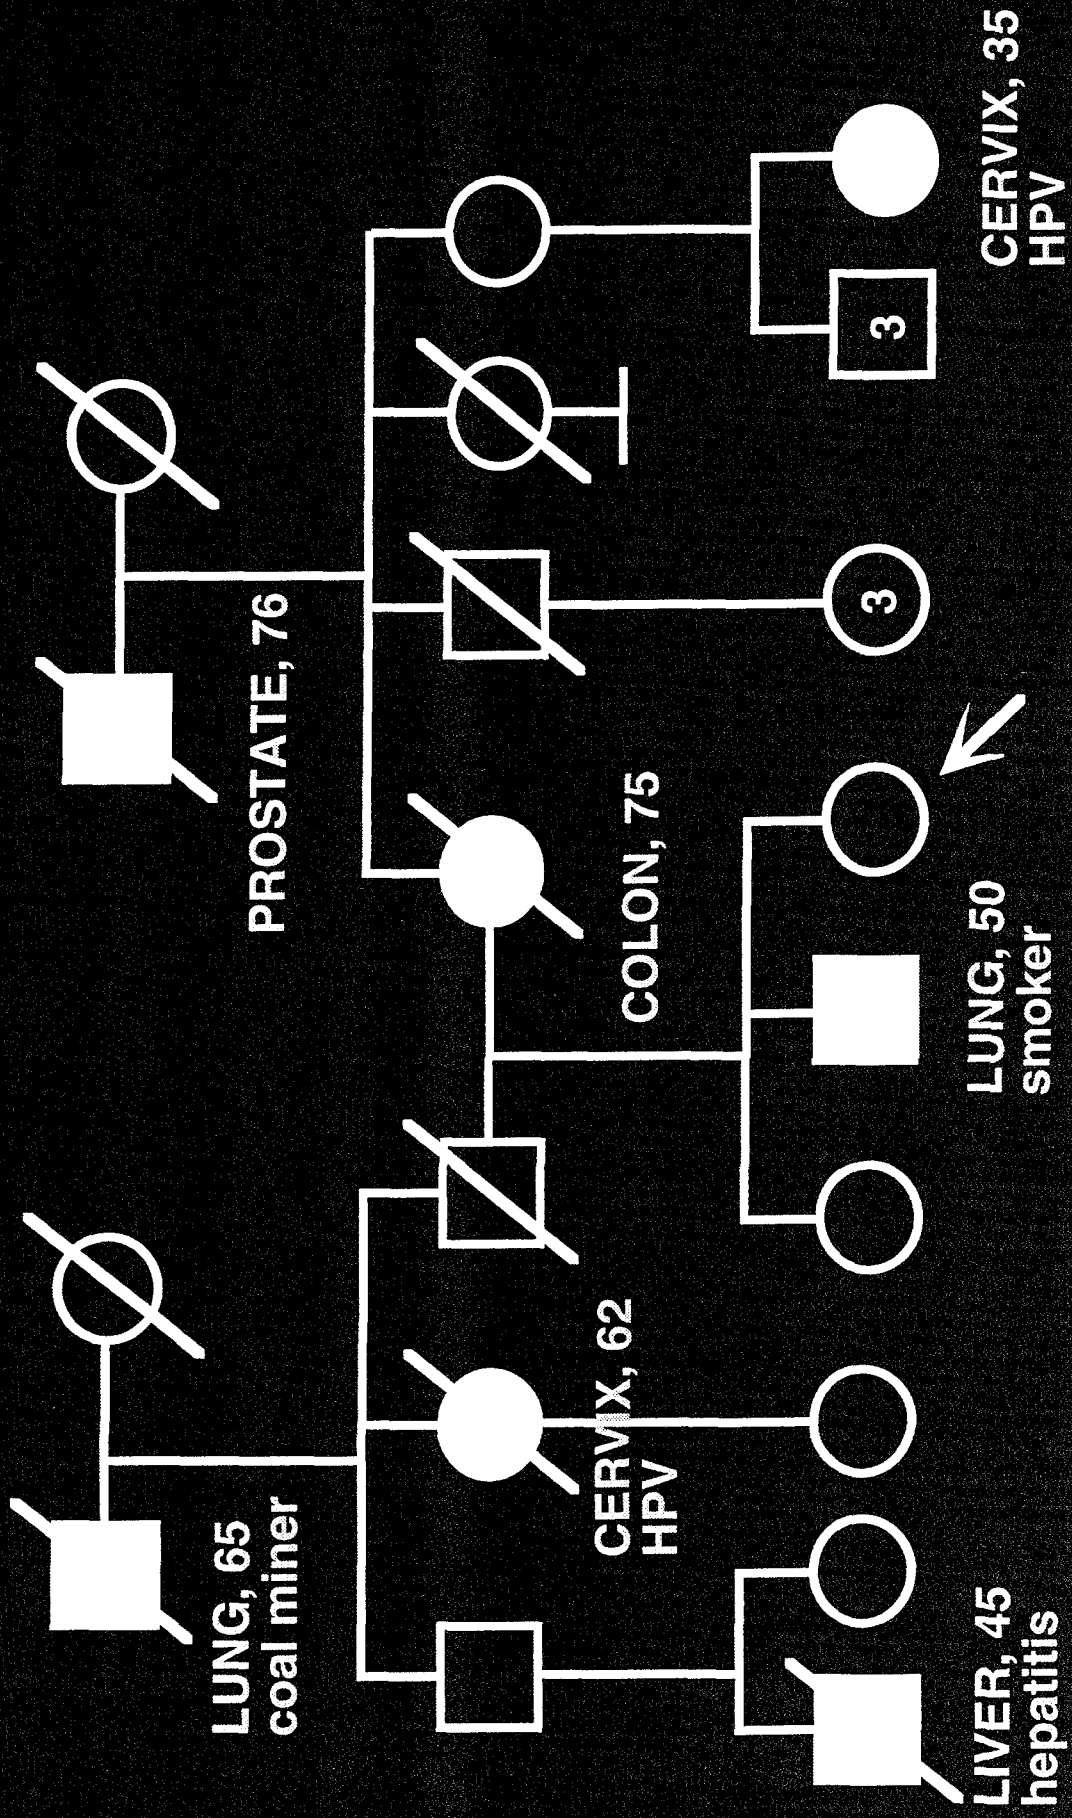 LUNG, 65
coal miner
PROSTATE, 76
CERVIX, 62
HPV
COLON, 75
3
3
LIVER, 45
hepatitis
LUNG, 50
smoker
CERVIX, 35
HPV